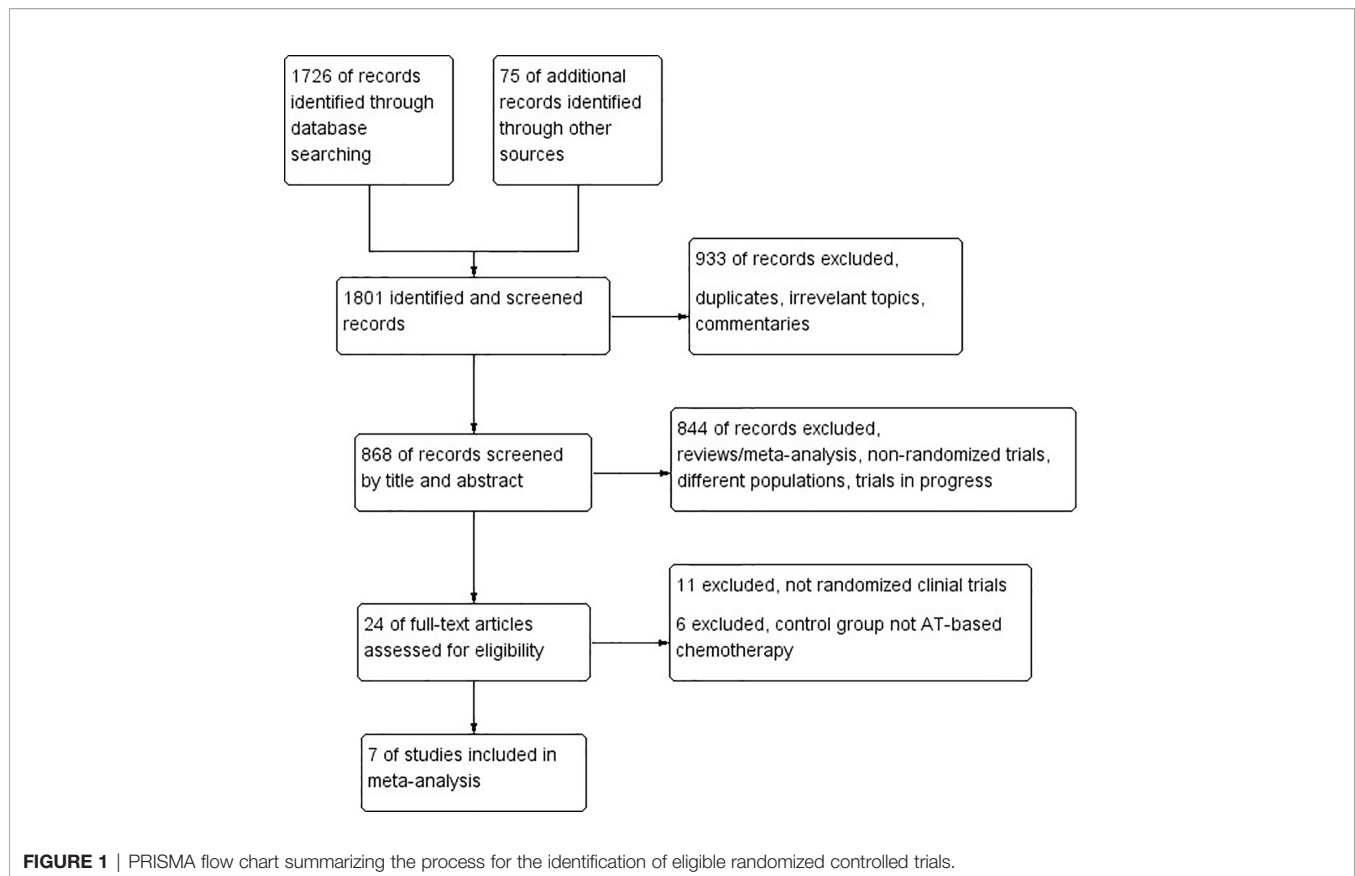 1726 of records
identified through
database
searching
75 of additional
records identified
through other
sources
1801 identified and screened
records
933 of records excluded,
duplicates, irrevelant topics,
commentaries
868 of records screened
by title and abstract
844 of records excluded,
reviews/meta-analysis, non-randomized trials,
different populations, trials in progress
24 of full-text articles
assessed for eligibility
11 excluded, not randomized clinial trials
6 excluded, control group not AT-based
chemotherapy
7 of studies included in
meta-analysis
FIGURE 1 | PRISMA flow chart summarizing the process for the identification of eligible randomized controlled trials.